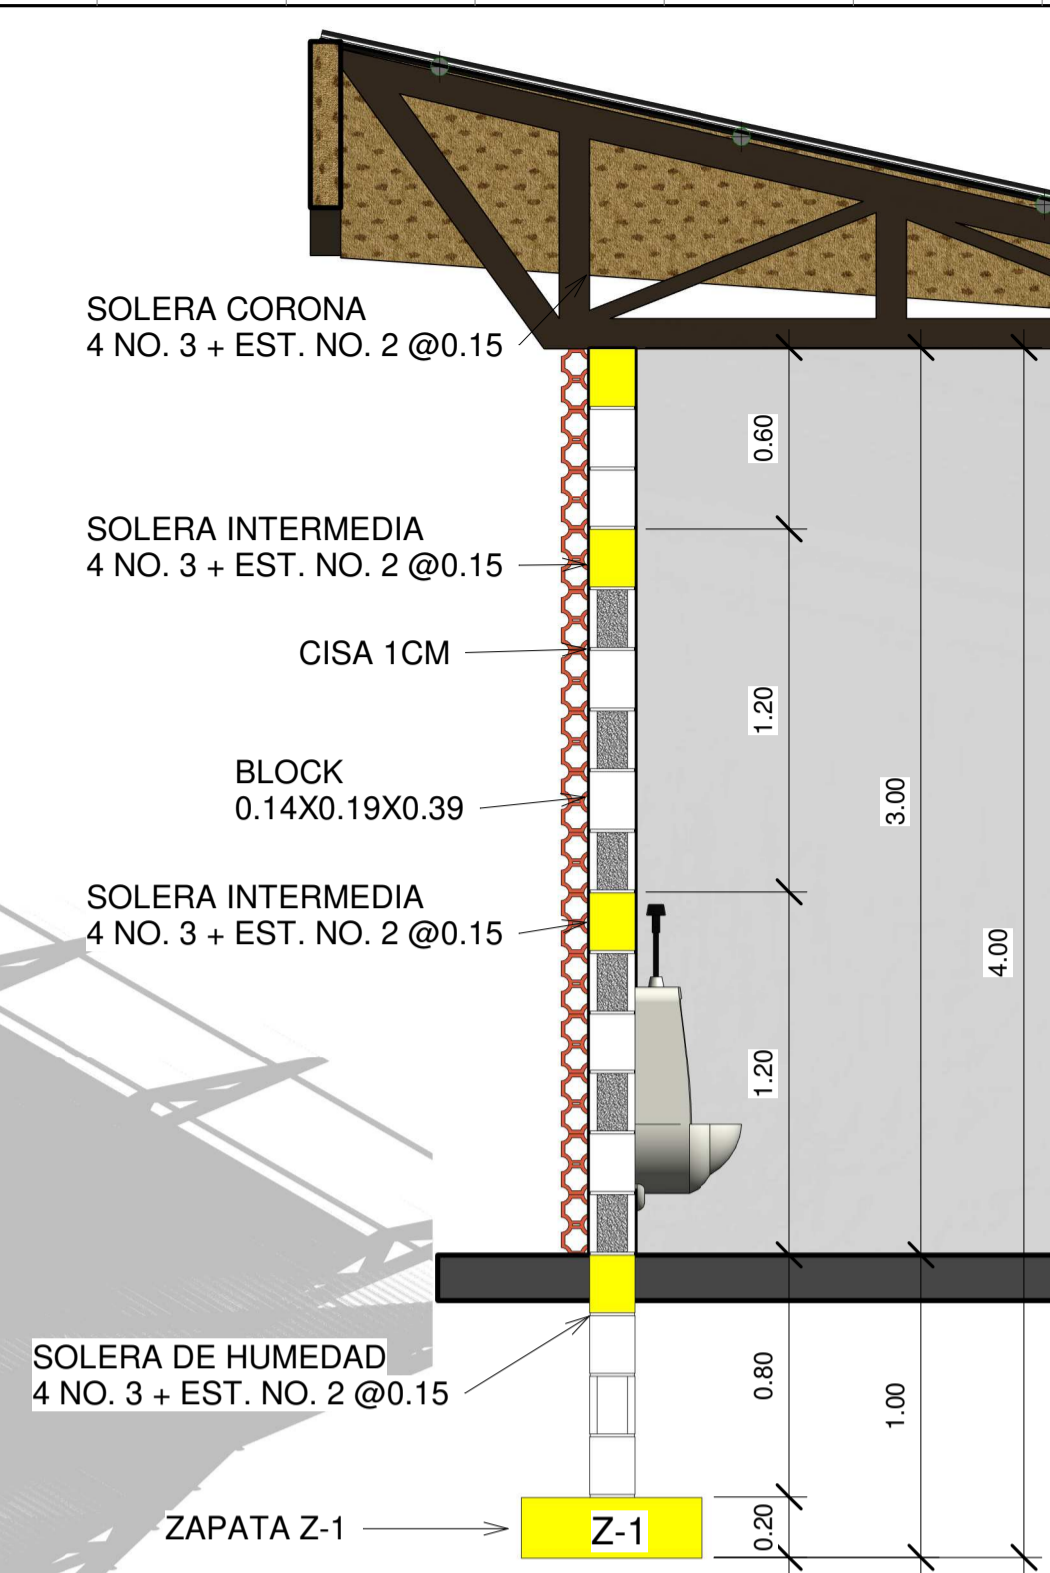 SOLERA CORONA
4 NO. 3 + EST. NO. 2 @0.15
0.60
SOLERA INTERMEDIA
4 NO. 3 + EST. NO. 2 @0.15
CISA 1CM
1.20
BLOCK
0.14X0.19X0.39
3.00
SOLERA INTERMEDIA
4 NO. 3 + EST. NO. 2 @0.15
4.00
1.20
SOLERA DE HUMEDAD
4 NO. 3 + EST. NO. 2 @0.15
0.80
1.00
ZAPATA Z-1
Z-1
0.20